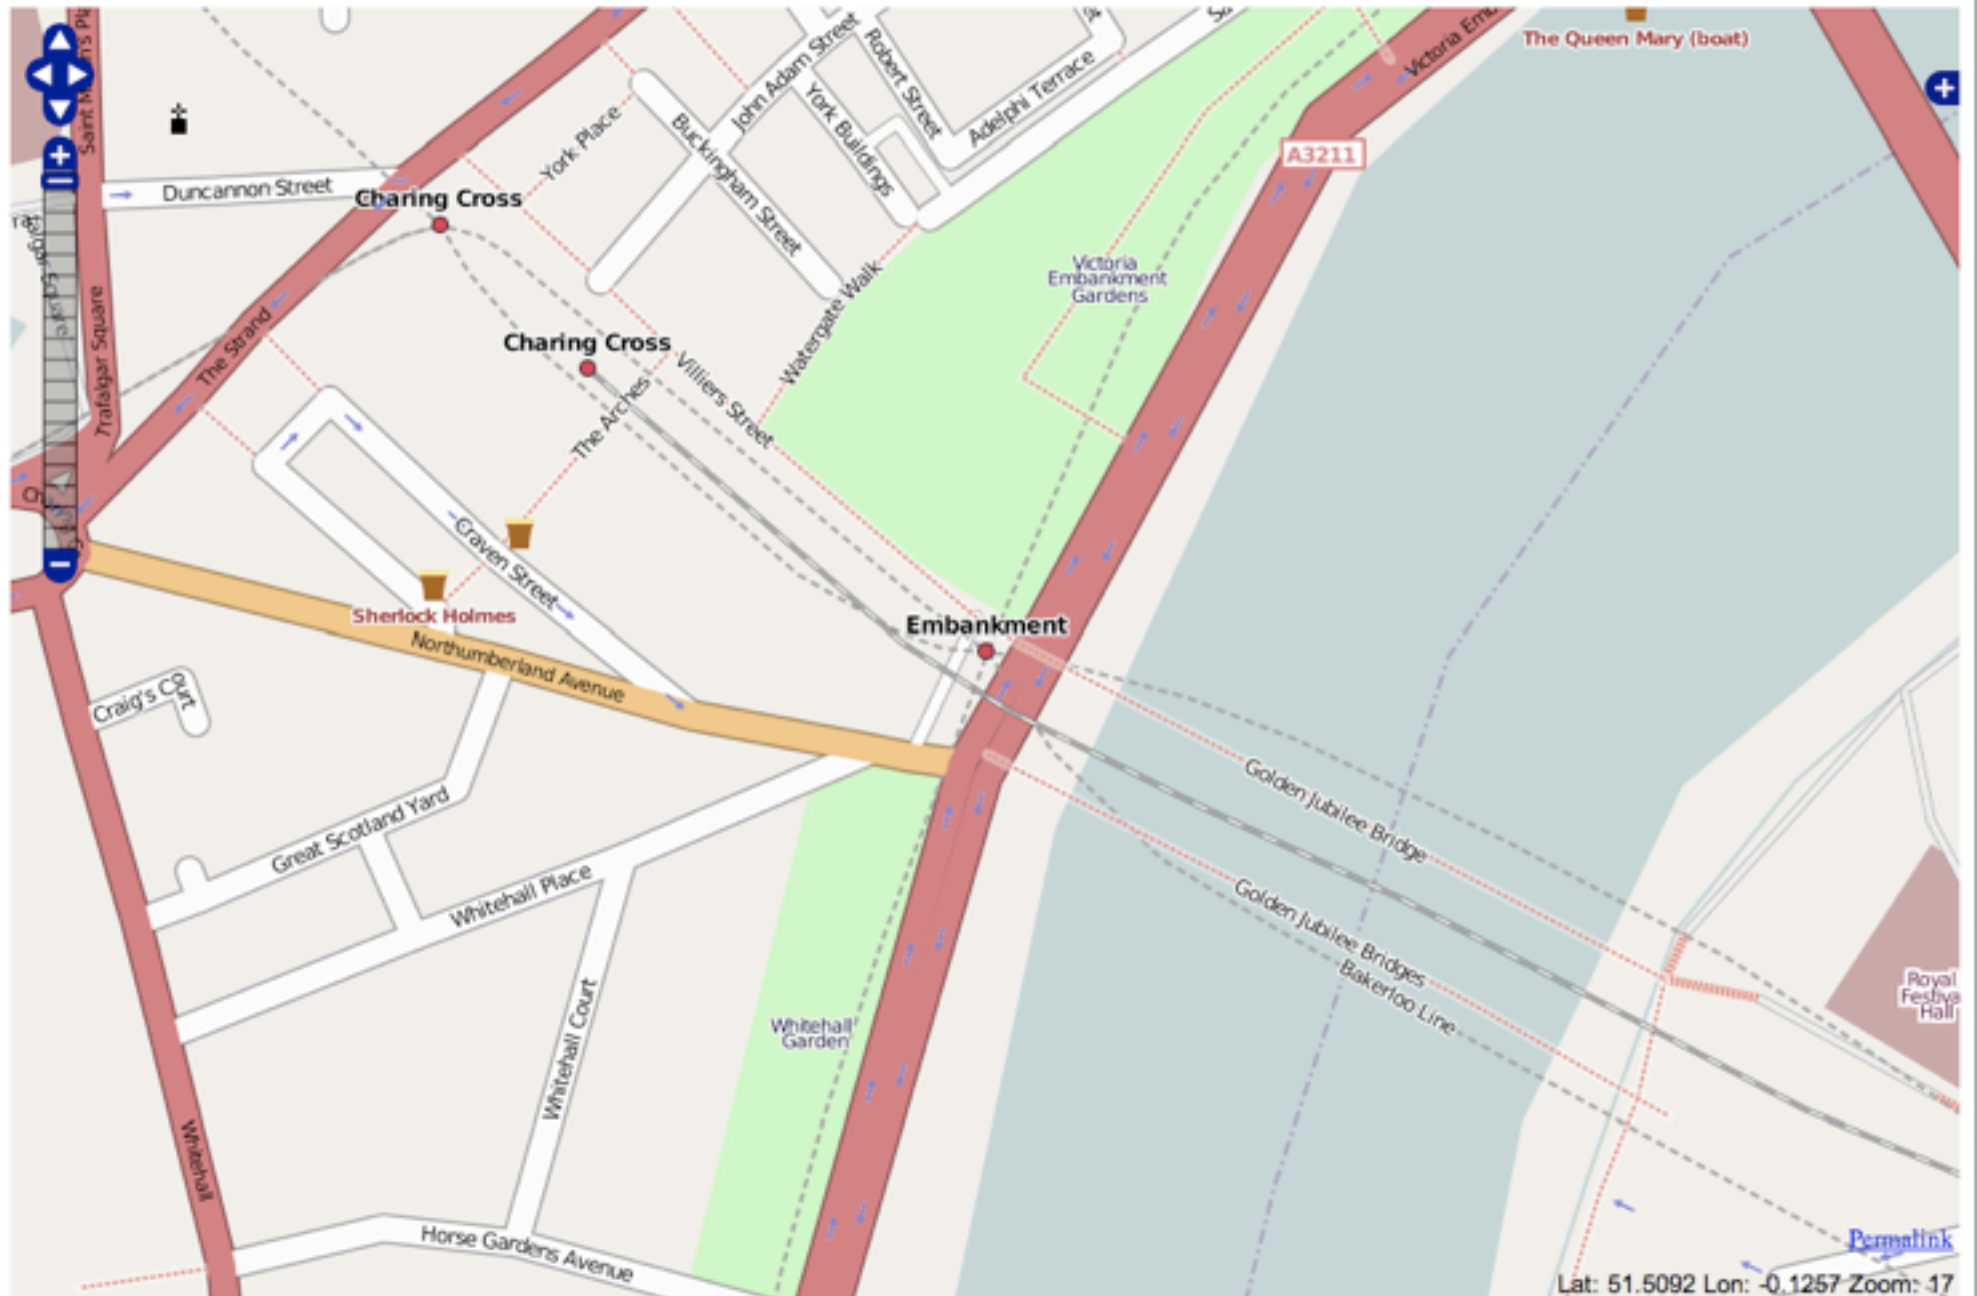 The Queen Mary (boat)
Victoria Emb
John Adam Street
Robert Street
Adelphi Terrace
York Buildings
York Place
Buckingham Street
A3211
Duncannon Street
Charing Cross
Trafalgar Square
The Strand
Trafalgar Square
Victoria
Embankment
Gardens
Watergate Walk
Charing Cross
Villiers Street
The Arches
Craven Street
Sherlock Holmes
Northumberland Avenue
Embankment
Craig's Court
Golden Jubilee Bridge
Great Scotland Yard
Whitehall Place
Golden Jubilee Bridges
Bakerloo Line
Royal
Festiva
Hall
Whitehall
Garden
Whitehall Court
Whitehall
Horse Gardens Avenue
Permalink
Lat: 51.5092 Lon: -0.1257 Zoom: 17